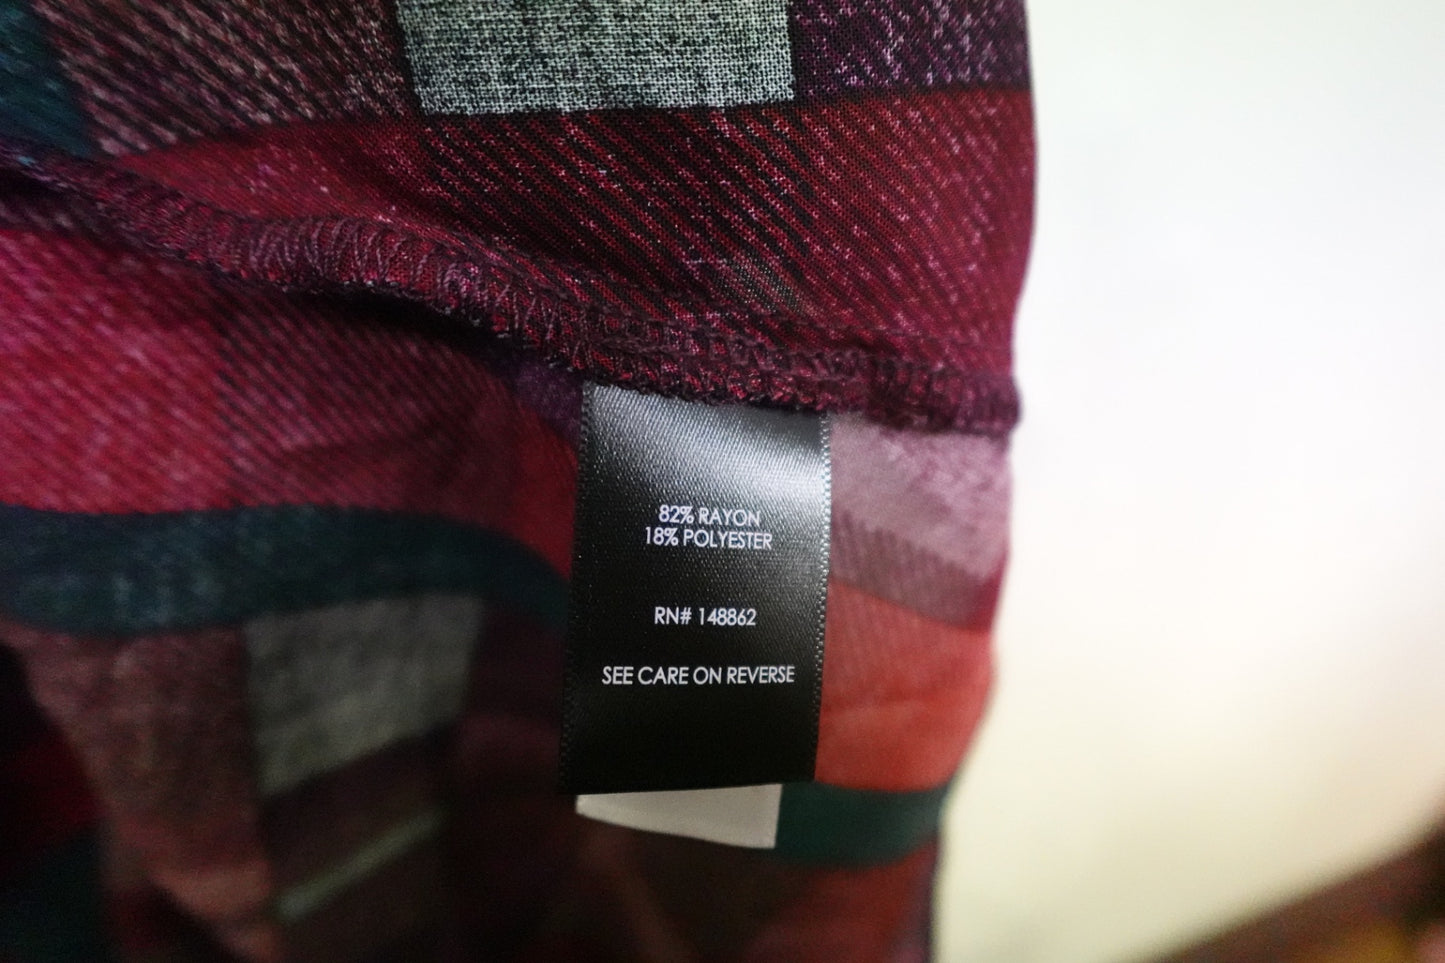 82% RAYON
18% POLYESTER
RN# 148862
SEE CARE ON REVERSE